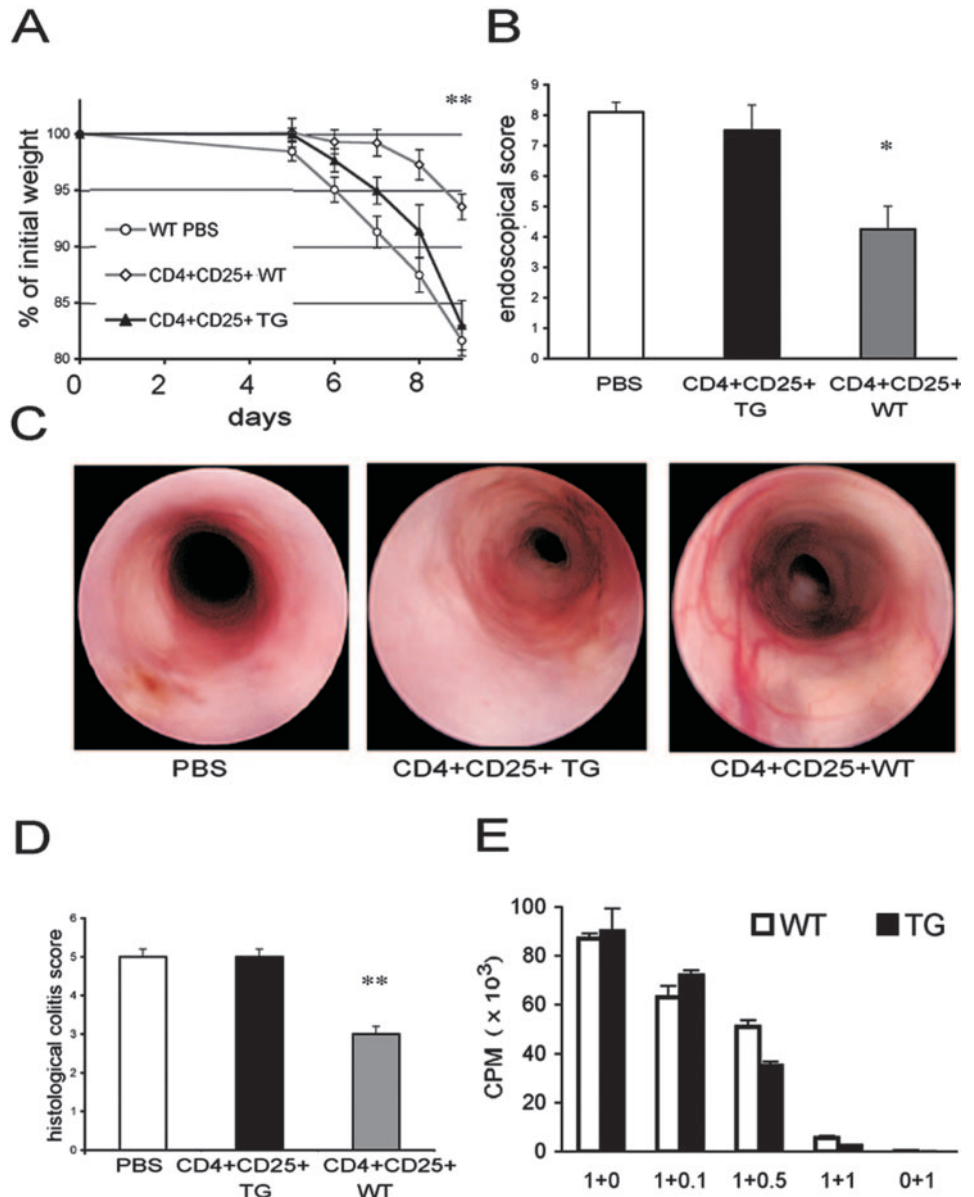 A
**
100
95
90
85
80
% of initial weight
WT PBS
CD4+CD25+ WT
CD4+CD25+ TG
0 2 4 6 8
days
B
9
8
7
6
5
4
3
2
1
0
endoscopical score
*
PBS CD4+CD25+ CD4+CD25+
TG WT
C
PBS CD4+CD25+ TG CD4+CD25+WT
D
6
5
4
3
2
1
0
histological colitis score
**
PBS CD4+CD25+ CD4+CD25+
TG WT
E
100
80
60
40
20
0
CPM ( × 10³)
WT TG
1+0 1+0.1 1+0.5 1+1 0+1